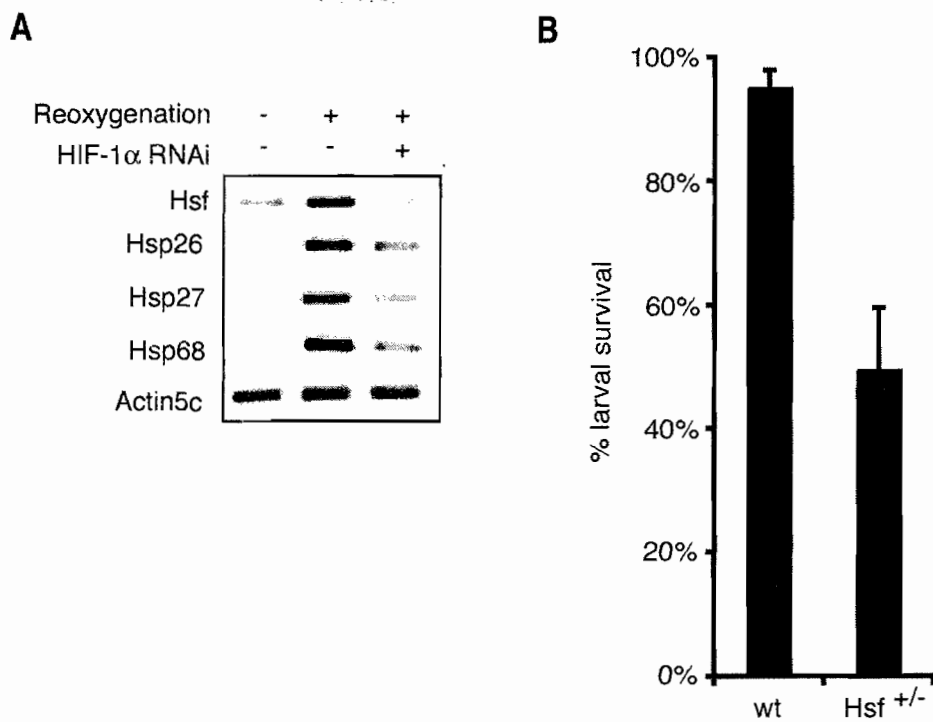 A
Reoxygenation - + +
HIF-1α RNAi - - +
Hsf
Hsp26
Hsp27
Hsp68
Actin5c
B
% larval survival
100%
80%
60%
40%
20%
0%
wt Hsf +/-